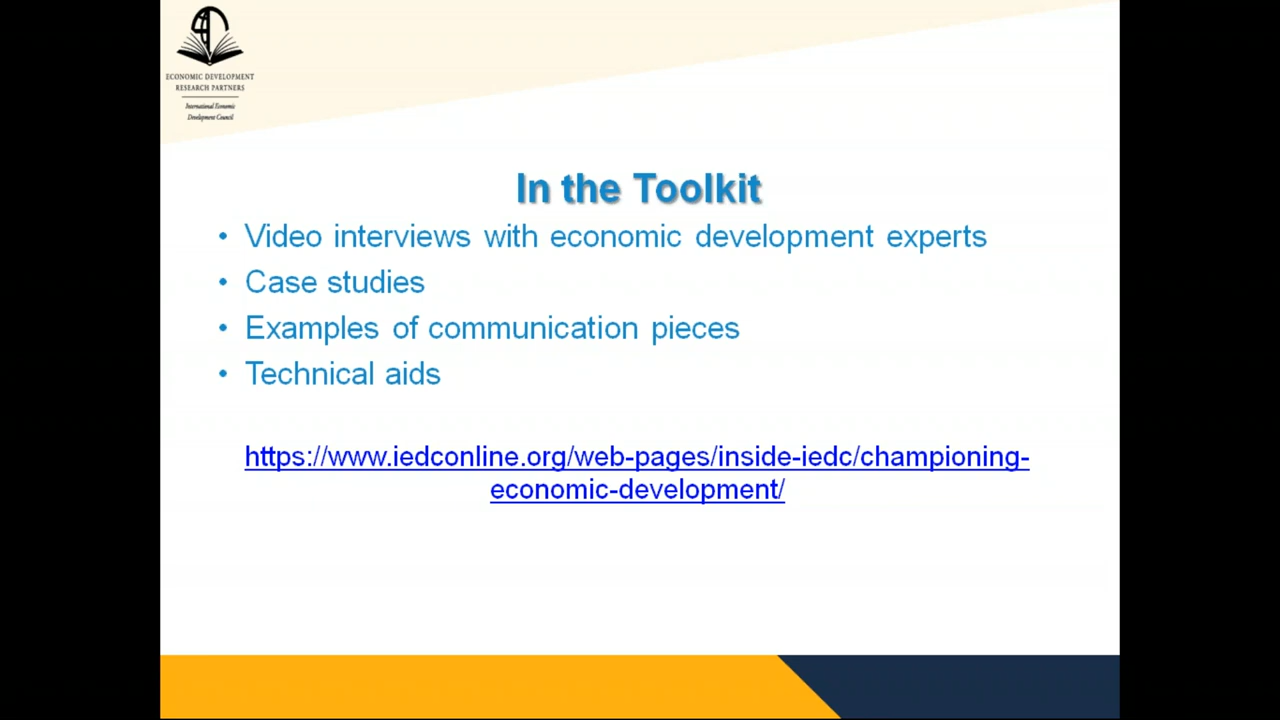 ECONOMIC DEVELOPMENT
RESEARCH PARTNERS
International Economic
Development Council
In the Toolkit
• Video interviews with economic development experts
• Case studies
• Examples of communication pieces
• Technical aids
https://www.iedconline.org/web-pages/inside-iedc/championing-
economic-development/